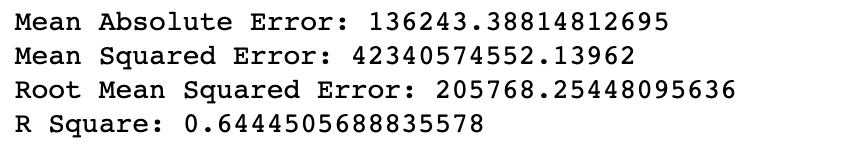 Mean Absolute Error: 136243.38814812695
Mean Squared Error: 42340574552.13962
Root Mean Squared Error: 205768.25448095636
R Square: 0.6444505688835578